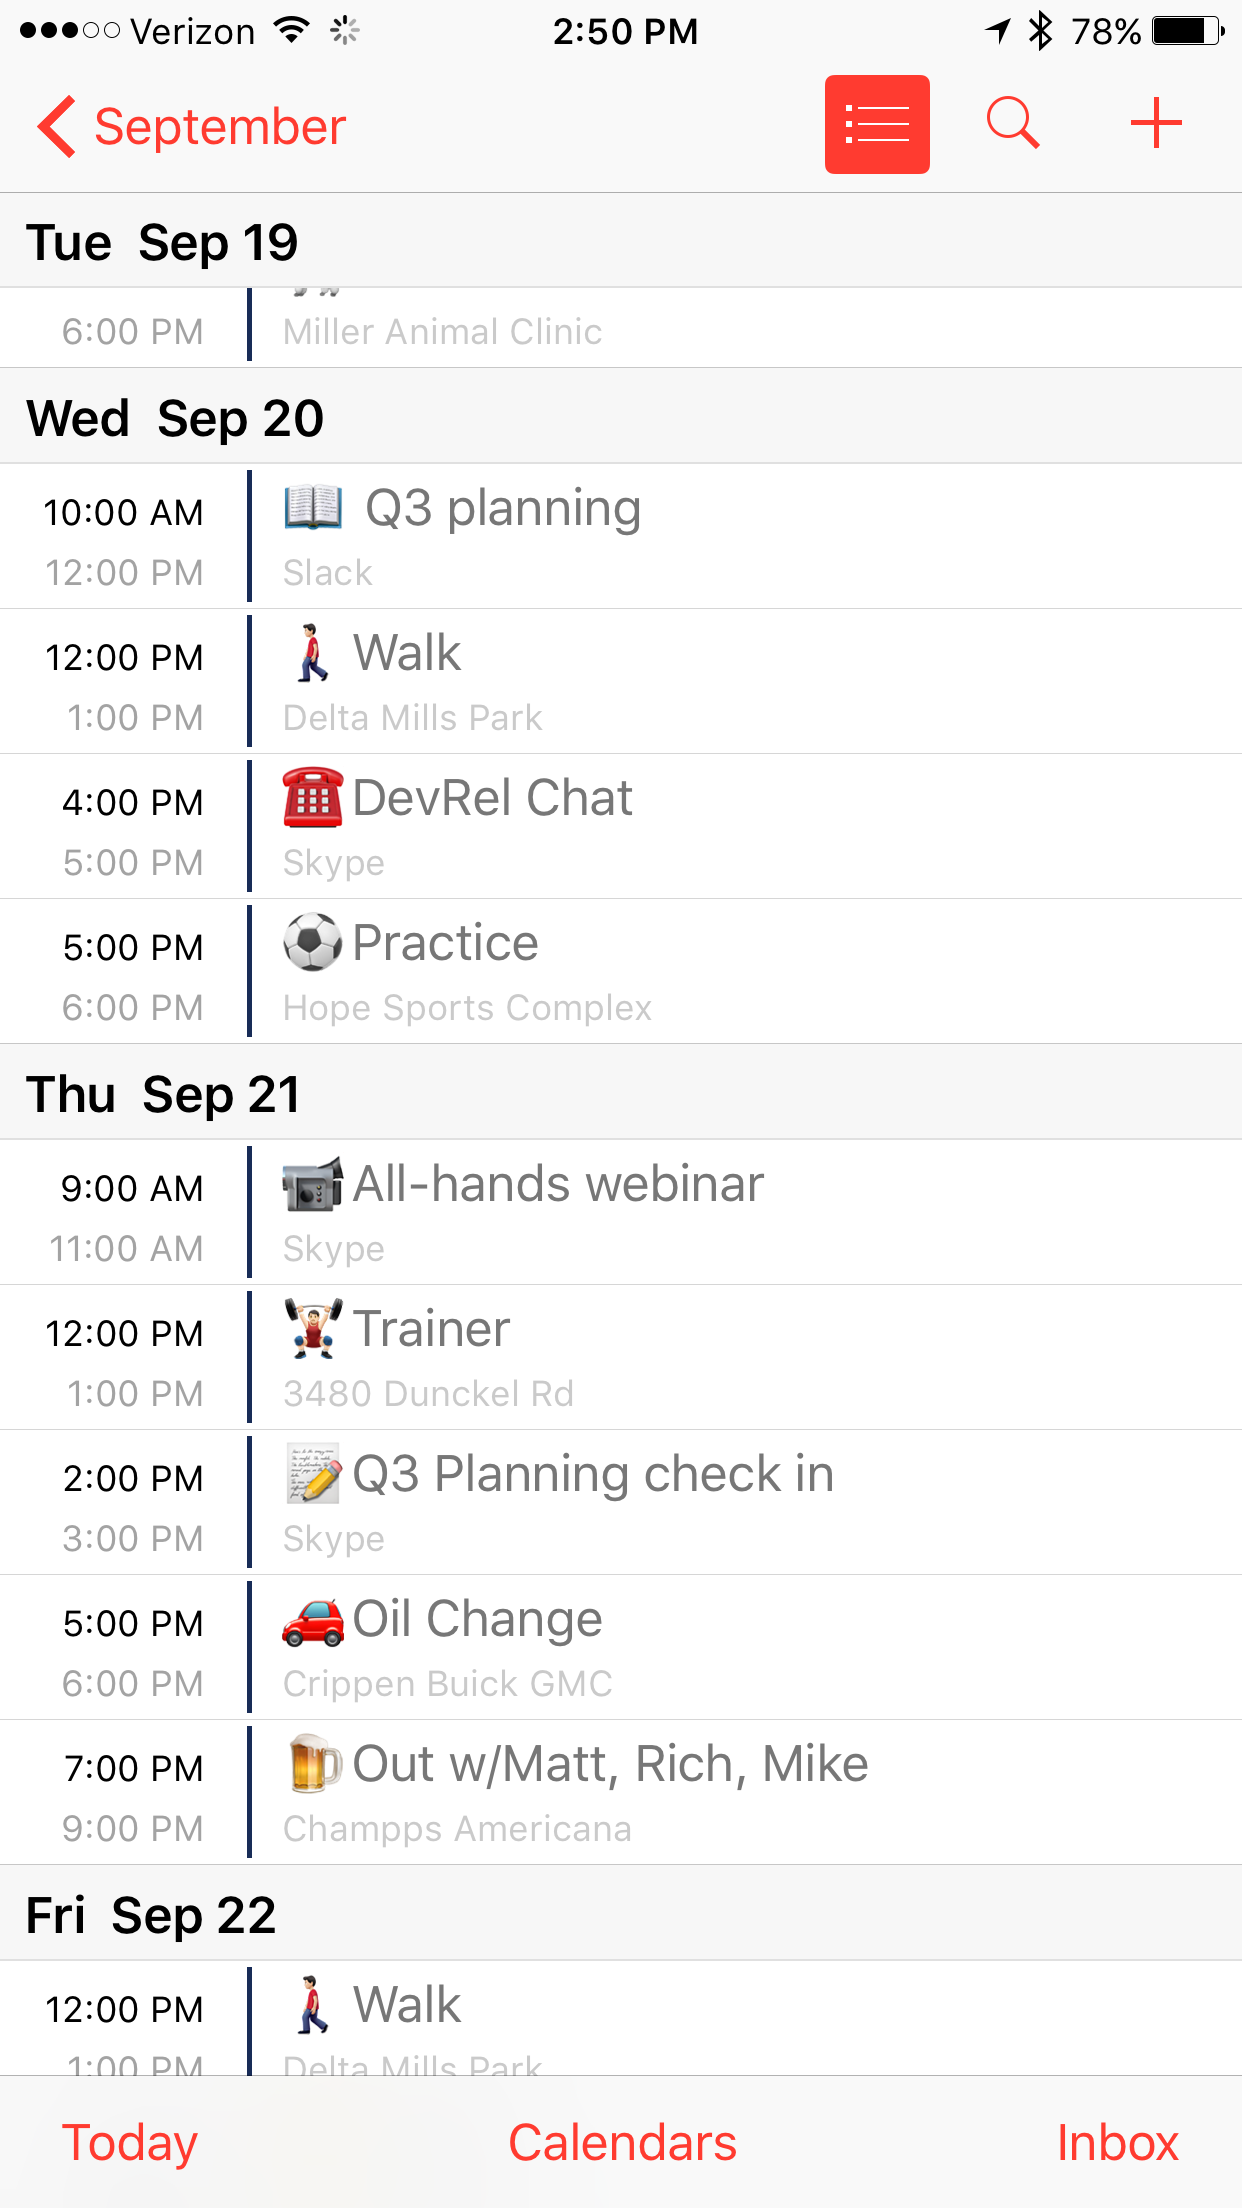 Verizon 2:50 PM 78%
September
Tue Sep 19
6:00 PM Miller Animal Clinic
Wed Sep 20
10:00 AM Q3 planning
12:00 PM Slack
12:00 PM Walk
1:00 PM Delta Mills Park
4:00 PM DevRel Chat
5:00 PM Skype
5:00 PM Practice
6:00 PM Hope Sports Complex
Thu Sep 21
9:00 AM All-hands webinar
11:00 AM Skype
12:00 PM Trainer
1:00 PM 3480 Dunckel Rd
2:00 PM Q3 Planning check in
3:00 PM Skype
5:00 PM Oil Change
6:00 PM Crippen Buick GMC
7:00 PM Out w/Matt, Rich, Mike
9:00 PM Champps Americana
Fri Sep 22
12:00 PM Walk
1:00 PM Delta Mills Park
Today Calendars Inbox